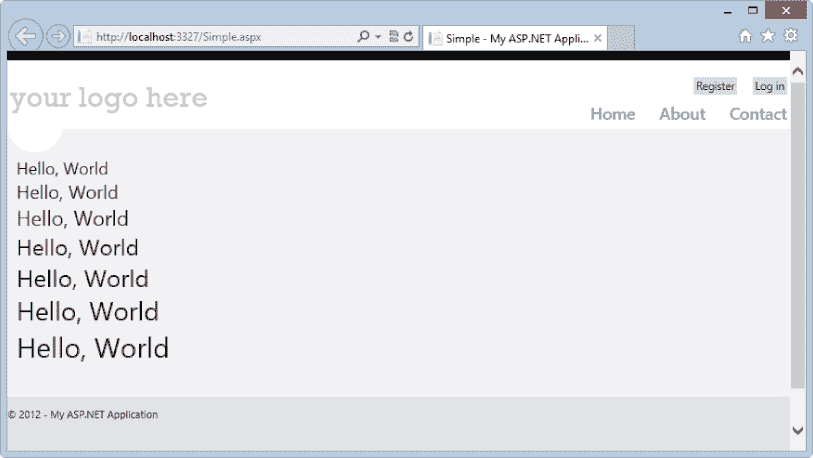 http://localhost:3327/Simple.aspx
Simple - My ASP.NET Appli...
Register Log in
your logo here
Home About Contact
Hello, World
Hello, World
Hello, World
Hello, World
Hello, World
Hello, World
Hello, World
© 2012 - My ASP.NET Application